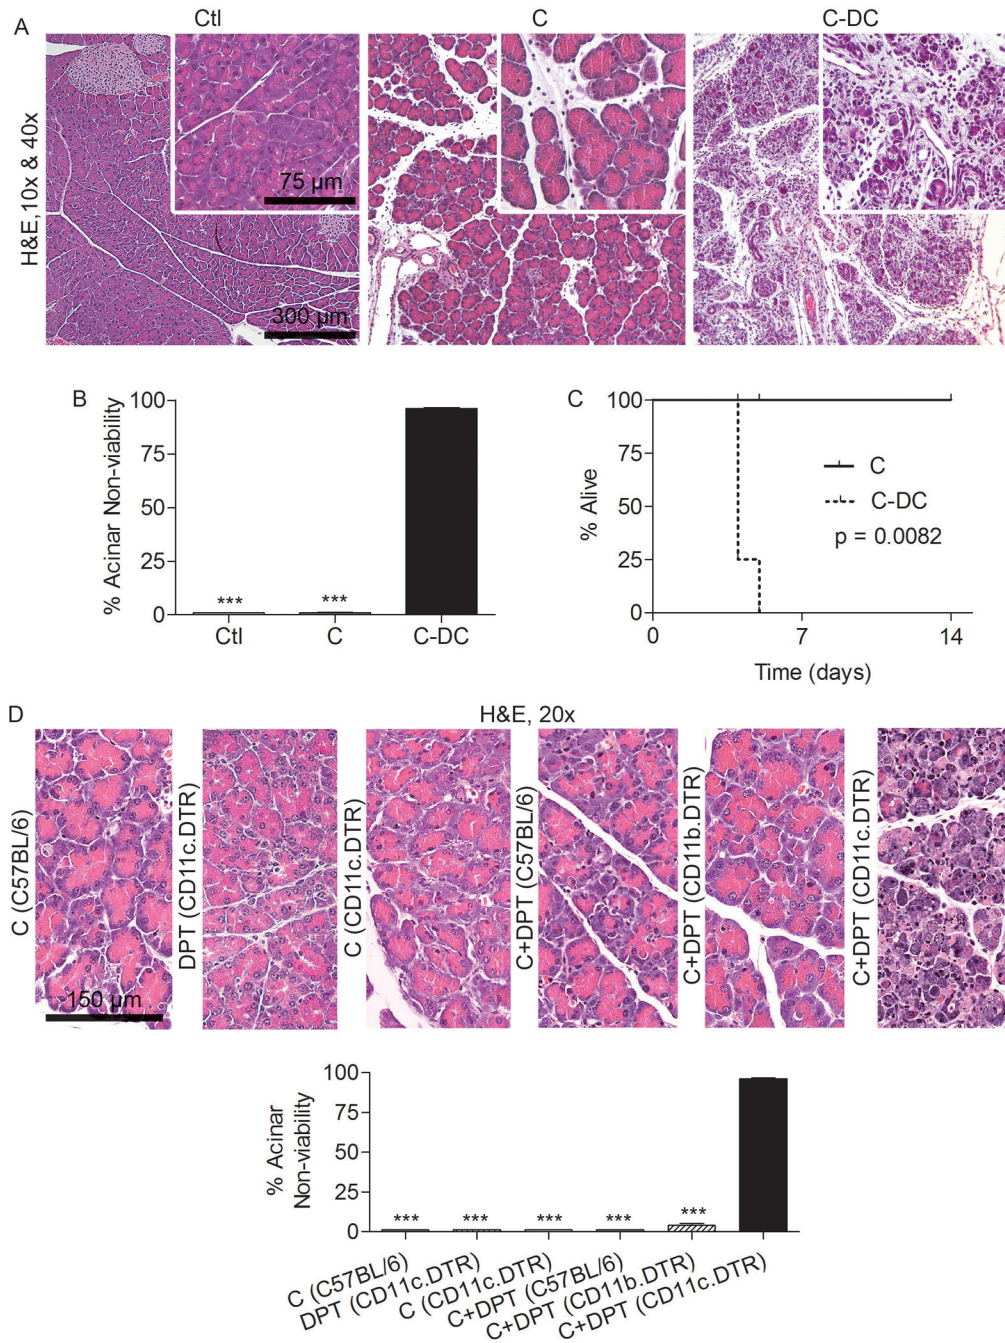 A
Ctl
C
C-DC
H&E,10x & 40x
75 µm
300 µm
B
% Acinar Non-viability
100
75
50
25
0
***
***
Ctl
C
C-DC
C
% Alive
100
75
50
25
0
C
C-DC
p = 0.0082
0
7
14
Time (days)
D
H&E, 20x
C (C57BL/6)
DPT (CD11c.DTR)
C (CD11c.DTR)
C+DPT (C57BL/6)
C+DPT (CD11b.DTR)
C+DPT (CD11c.DTR)
150 µm
% Acinar
Non-viability
100
75
50
25
0
***
***
***
***
***
C (C57BL/6)
DPT (CD11c.DTR)
C (CD11c.DTR)
C+DPT (C57BL/6)
C+DPT (CD11b.DTR)
C+DPT (CD11c.DTR)